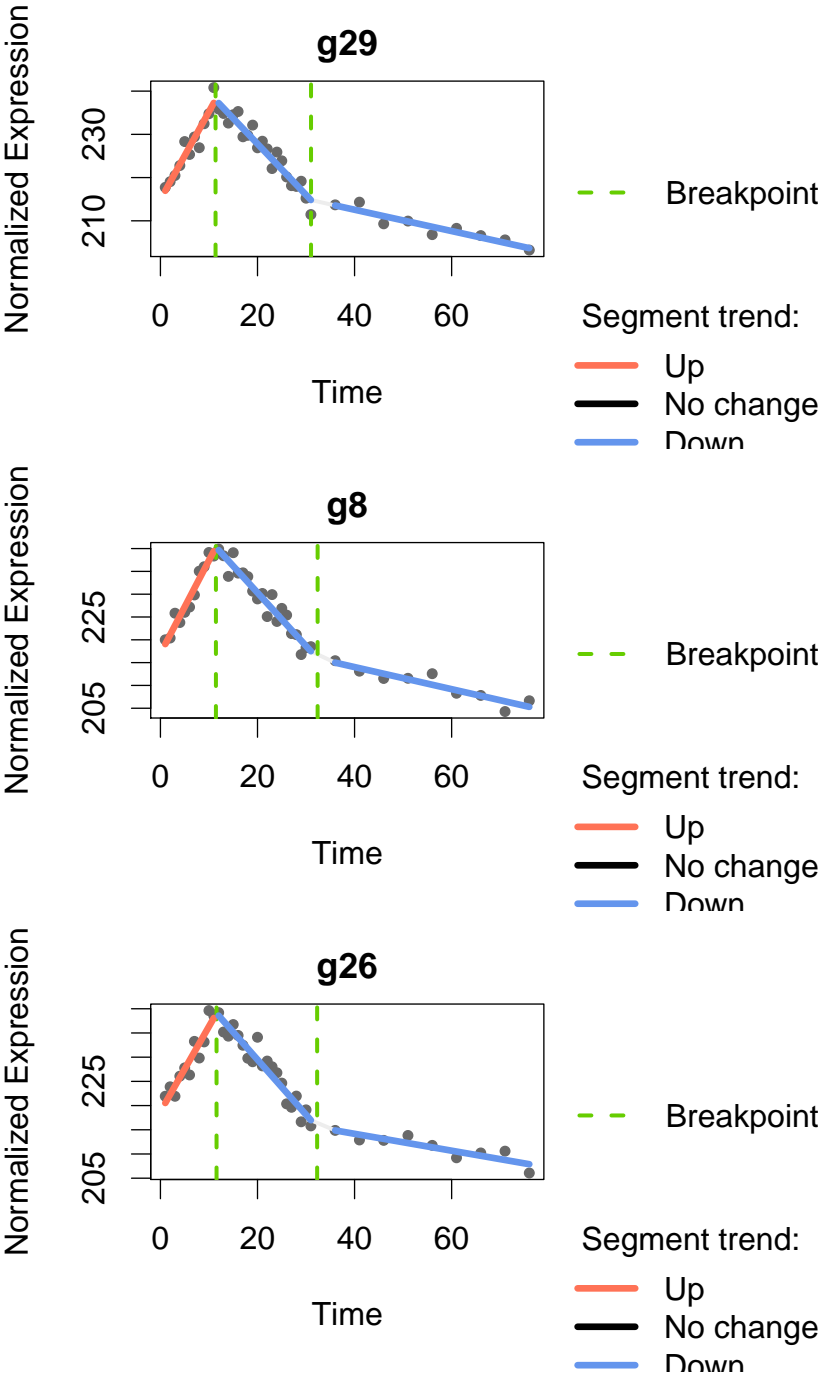 g29
Normalized Expression
230
210
0 20 40 60
Time
Breakpoint
Segment trend:
Up
No change
Down
g8
Normalized Expression
225
205
0 20 40 60
Time
Breakpoint
Segment trend:
Up
No change
Down
g26
Normalized Expression
225
205
0 20 40 60
Time
Breakpoint
Segment trend:
Up
No change
Down